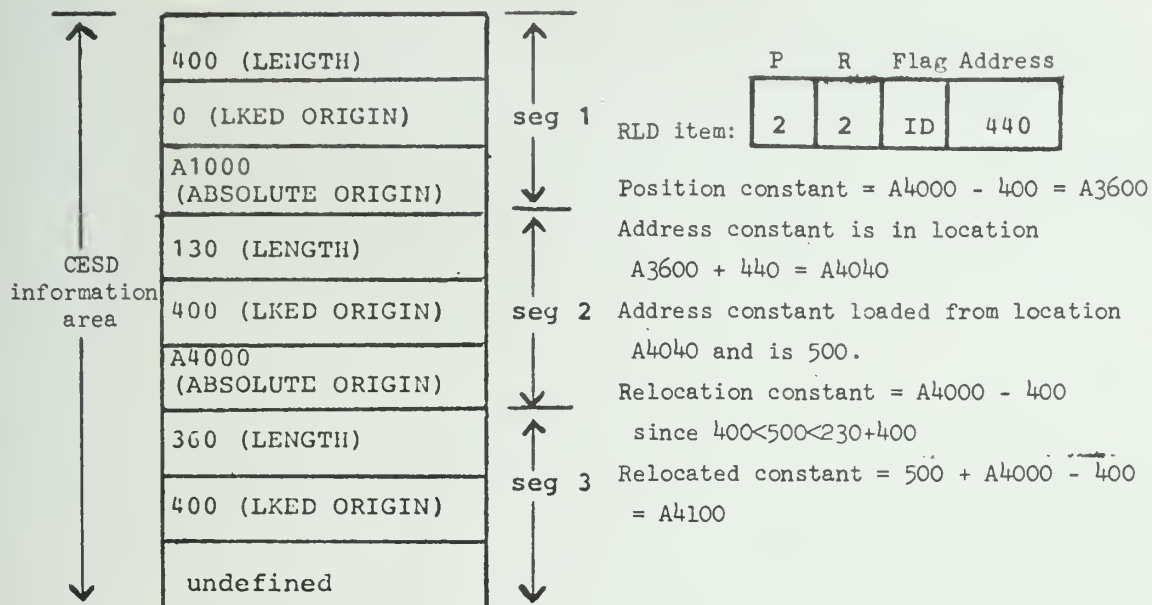 400 (LENGTH)
0 (LKED ORIGIN)
A1000
(ABSOLUTE ORIGIN)
130 (LENGTH)
400 (LKED ORIGIN)
A4000
(ABSOLUTE ORIGIN)
360 (LENGTH)
400 (LKED ORIGIN)
undefined
CESD
information
area
seg 1
seg 2
seg 3
P R Flag Address
RLD item: 2 2 ID 440
Position constant = A4000 - 400 = A3600
Address constant is in location
A3600 + 440 = A4040
Address constant loaded from location
A4040 and is 500.
Relocation constant = A4000 - 400
since 400<500<230+400
Relocated constant = 500 + A4000 - 400
= A4100